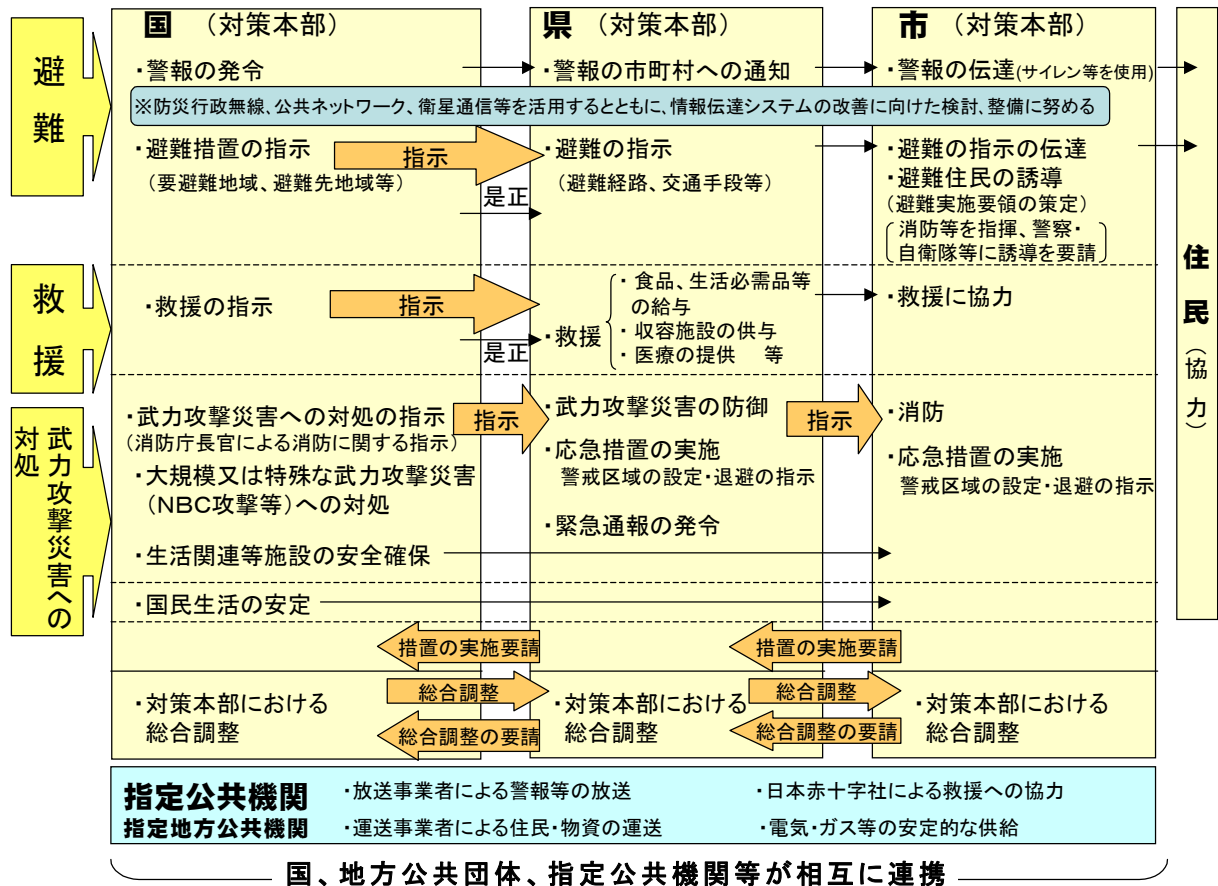 避難
国（対策本部）
県（対策本部）
市（対策本部）
・警報の発令
・警報の市町村への通知
・警報の伝達(サイレン等を使用)
※防災行政無線、公共ネットワーク、衛星通信等を活用するとともに、情報伝達システムの改善に向けた検討、整備に努める
・避難措置の指示
（要避難地域、避難先地域等）
指示
是正
・避難の指示
（避難経路、交通手段等）
・避難の指示の伝達
・避難住民の誘導
（避難実施要領の策定）
消防等を指揮、警察・
自衛隊等に誘導を要請
救援
・救援の指示
指示
是正
・救援
・食品、生活必需品等
の給与
・収容施設の供与
・医療の提供　等
・救援に協力
武力攻撃災害への
対処
・武力攻撃災害への対処の指示
（消防庁長官による消防に関する指示）
指示
・武力攻撃災害の防御
指示
・消防
・大規模又は特殊な武力攻撃災害
（NBC攻撃等）への対処
・応急措置の実施
警戒区域の設定・退避の指示
・応急措置の実施
警戒区域の設定・退避の指示
・緊急通報の発令
・生活関連等施設の安全確保
・国民生活の安定
措置の実施要請
措置の実施要請
・対策本部における
総合調整
総合調整
総合調整の要請
・対策本部における
総合調整
総合調整
総合調整の要請
・対策本部における
総合調整
住民（協力）
指定公共機関
指定地方公共機関
・放送事業者による警報等の放送
・日本赤十字社による救援への協力
・運送事業者による住民・物資の運送
・電気・ガス等の安定的な供給
国、地方公共団体、指定公共機関等が相互に連携